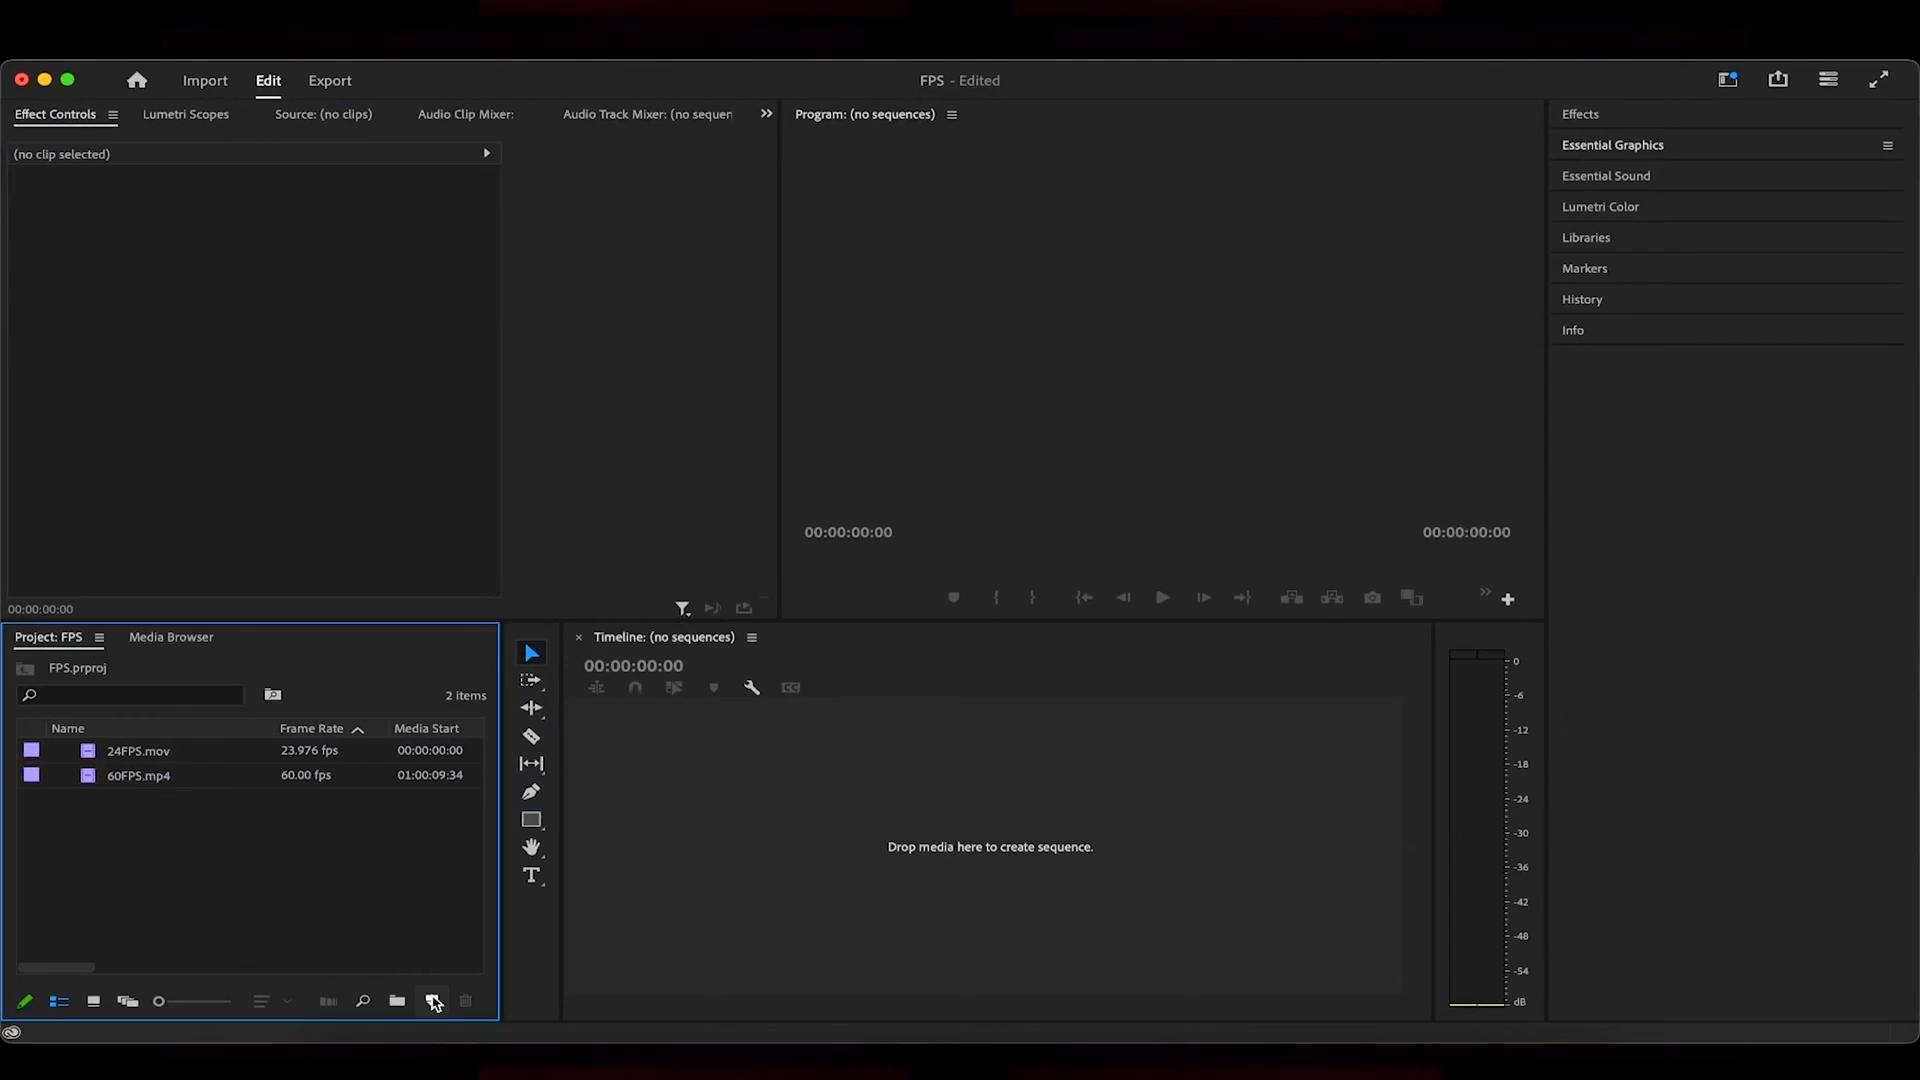 Import
Edit
Export
FPS - Edited
Effect Controls
Lumetri Scopes
Source: (no clips)
Audio Clip Mixer:
Audio Track Mixer: (no sequen
Program: (no sequences)
Effects
Essential Graphics
Essential Sound
Lumetri Color
Libraries
Markers
History
Info
(no clip selected)
00:00:00:00
00:00:00:00
00:00:00:00
Project: FPS
Media Browser
FPS.prproj
2 items
Name
Frame Rate
Media Start
24FPS.mov
23.976 fps
00:00:00:00
60FPS.mp4
60.00 fps
01:00:09:34
Timeline: (no sequences)
00:00:00:00
CC
T
Drop media here to create sequence.
0
-6
-12
-18
-24
-30
-36
-42
-48
-54
dB